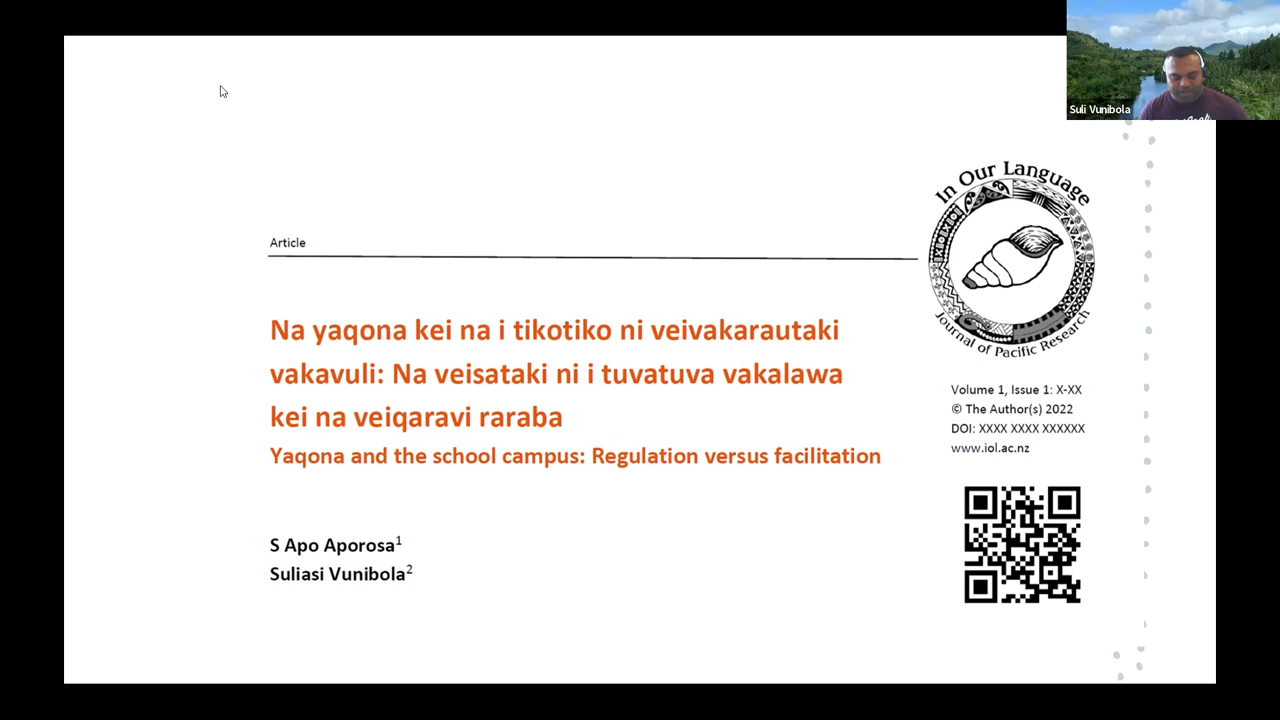 Suli Vunibola
In Our Language
Journal of Pacific Research
Article
Na yaqona kei na i tikotiko ni veivakarautaki
vakavuli: Na veisataki ni i tuvatuva vakalawa
kei na veiqaravi raraba
Yaqona and the school campus: Regulation versus facilitation
Volume 1, Issue 1: X-XX
© The Author(s) 2022
DOI: XXXX XXXX XXXXXX
www.iol.ac.nz
S Apo Aporosa1
Suliasi Vunibola2